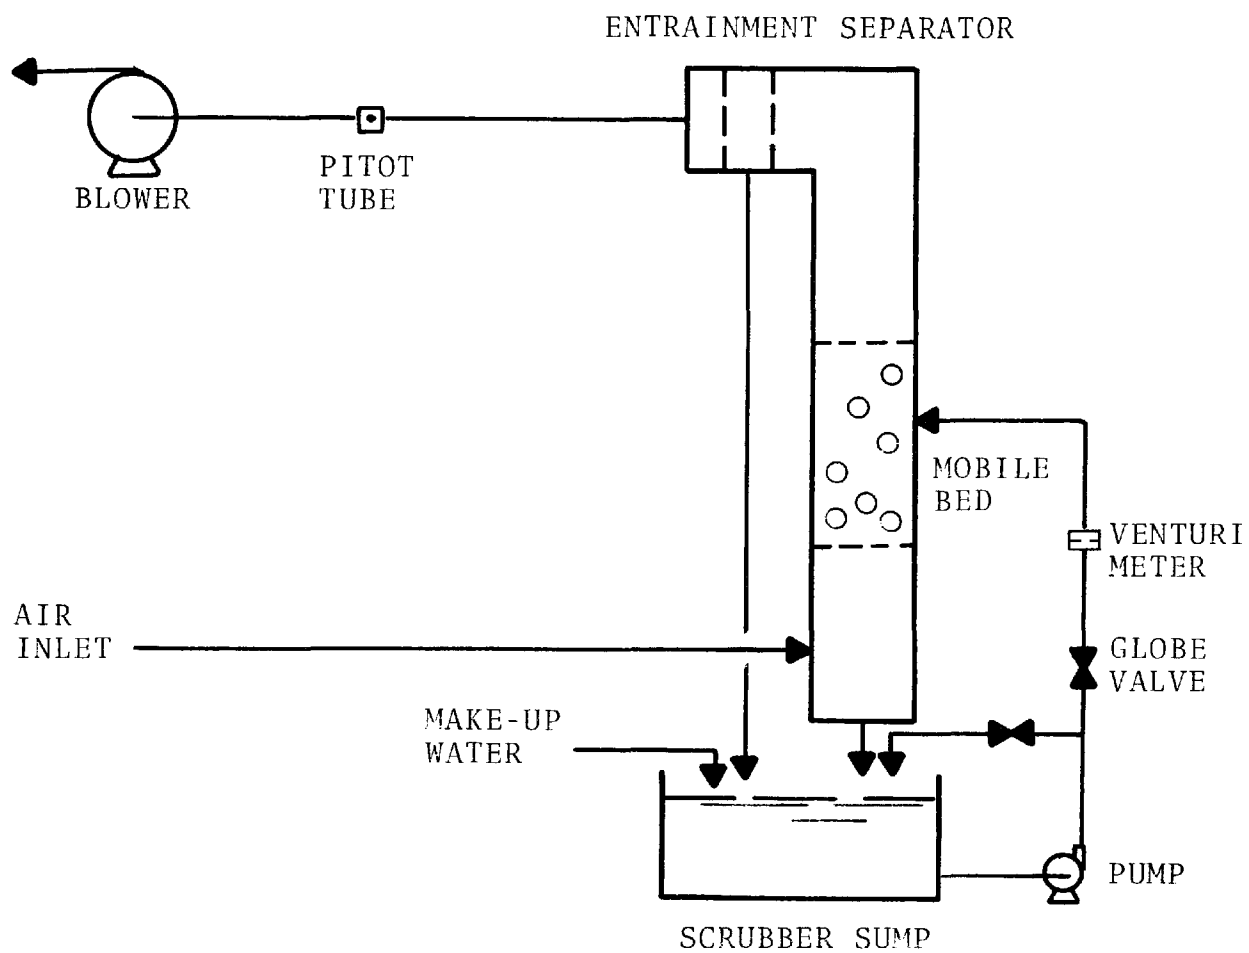 ENTRAINMENT SEPARATOR
PITOT
TUBE
BLOWER
MOBILE
BED
VENTURI
METER
AIR
INLET
GLOBE
VALVE
MAKE-UP
WATER
PUMP
SCRUBBER SUMP